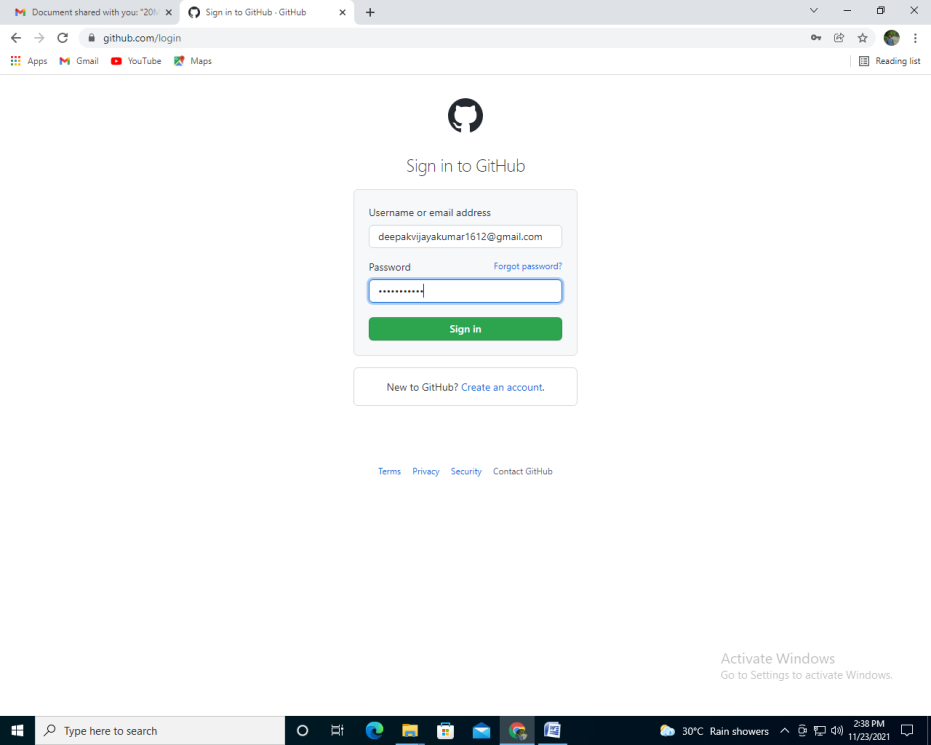 Document shared with you: "20M
Sign in to GitHub · GitHub
github.com/login
Apps
Gmail
YouTube
Maps
Reading list
Sign in to GitHub
Username or email address
deepakvijayakumar1612@gmail.com
Password
Forgot password?
Sign in
New to GitHub? Create an account.
Terms
Privacy
Security
Contact GitHub
Activate Windows
Go to Settings to activate Windows.
Type here to search
30°C Rain showers
2:38 PM
11/23/2021